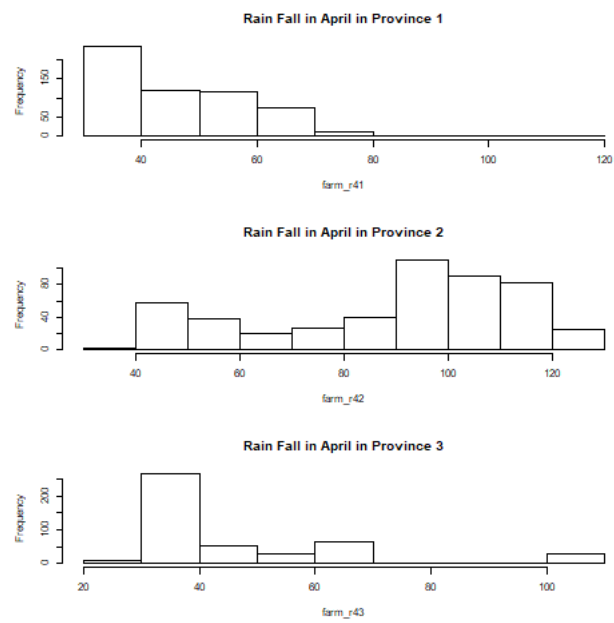 Rain Fall in April in Province 1
Frequency
0 50 150
40 60 80 100 120
farm_r41
Rain Fall in April in Province 2
Frequency
0 40 80
40 60 80 100 120
farm_r42
Rain Fall in April in Province 3
Frequency
0 100 200
20 40 60 80 100
farm_r43